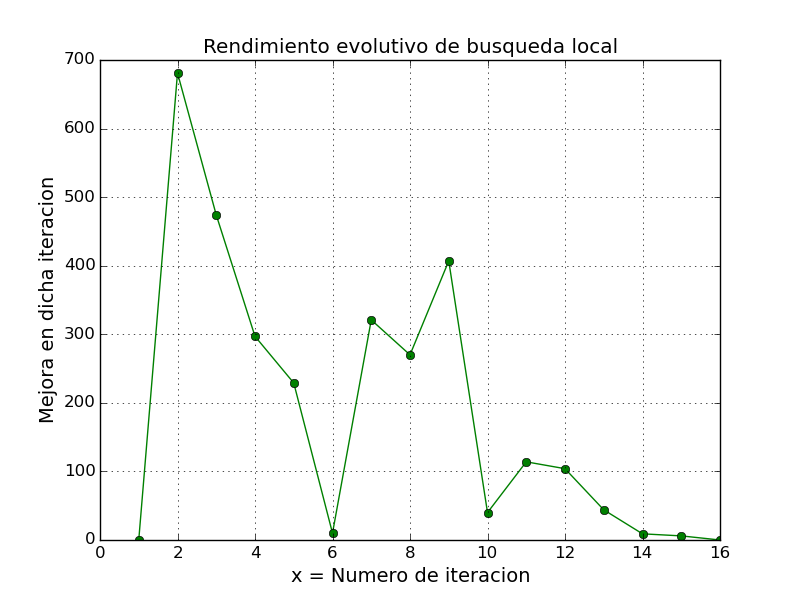 Rendimiento evolutivo de busqueda local
700
600
500
400
300
200
100
0
Mejora en dicha iteracion
0 2 4 6 8 10 12 14 16
x = Numero de iteracion